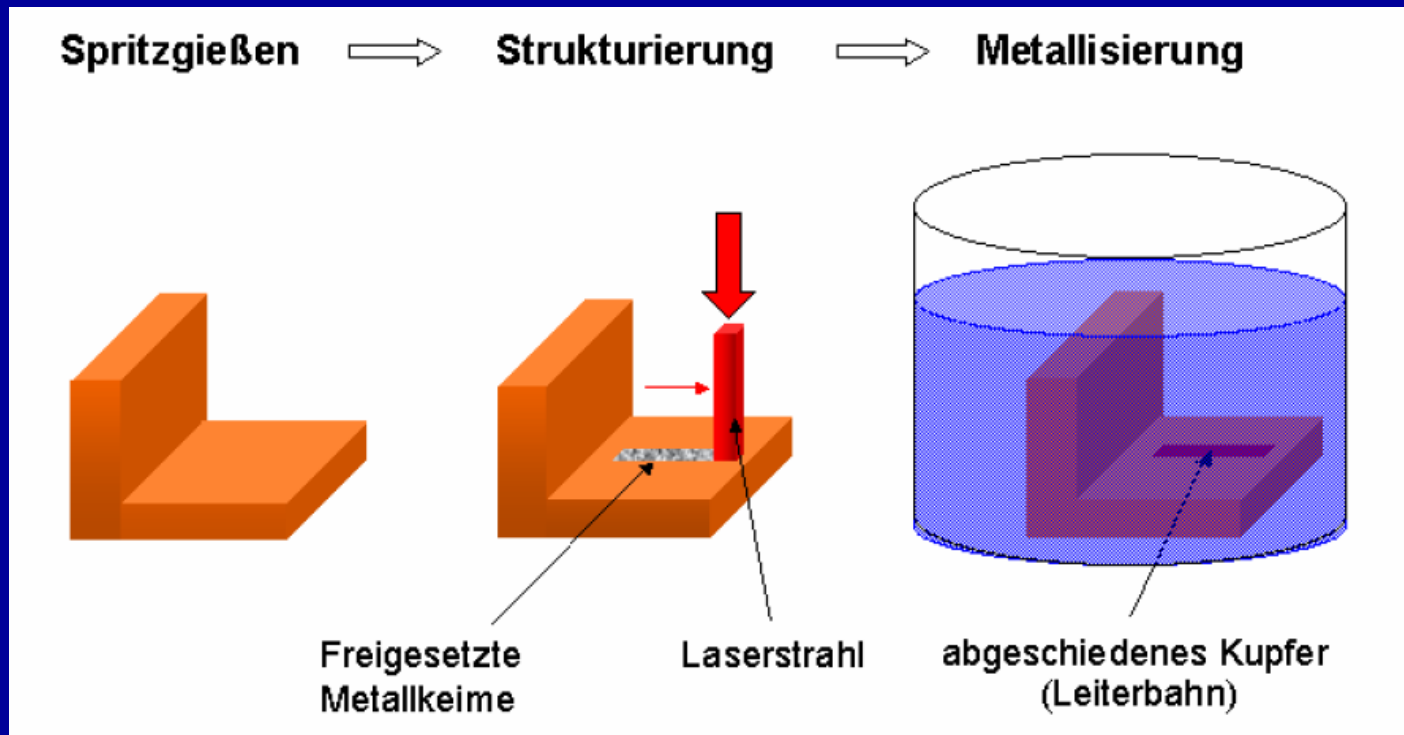 Spritzgießen ⇨ Strukturierung ⇨ Metallisierung
Freigesetzte
Metallkeime
Laserstrahl
abgeschiedenes Kupfer
(Leiterbahn)